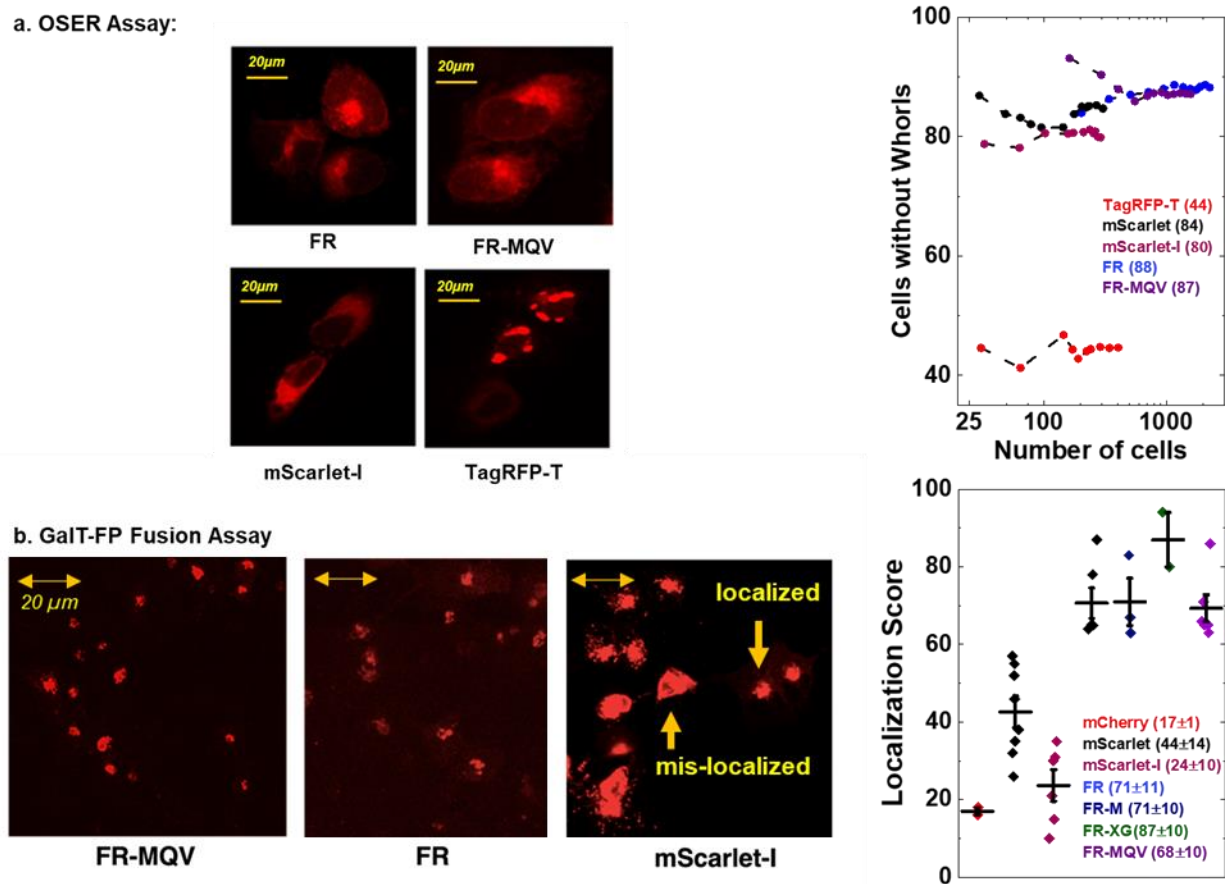 a. OSER Assay:
20µm
20µm
FR
FR-MQV
20µm
20µm
mScarlet-I
TagRFP-T
100
80
60
40
Cells without Whorls
TagRFP-T (44)
mScarlet (84)
mScarlet-I (80)
FR (88)
FR-MQV (87)
25
100
1000
Number of cells
b. GalT-FP Fusion Assay
20 µm
localized
mis-localized
FR-MQV
FR
mScarlet-I
100
80
60
40
20
0
Localization Score
mCherry (17±1)
mScarlet (44±14)
mScarlet-I (24±10)
FR (71±11)
FR-M (71±10)
FR-XG(87±10)
FR-MQV (68±10)